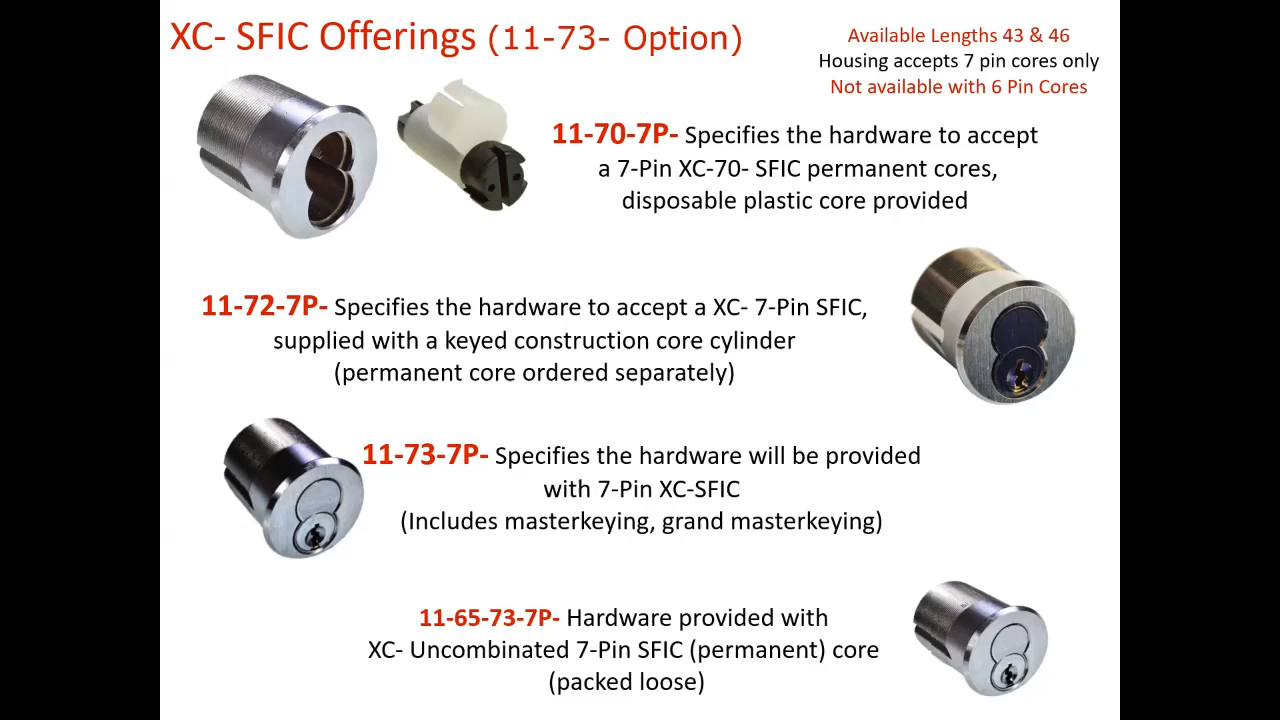 XC- SFIC Offerings (11-73- Option)
Available Lengths 43 & 46
Housing accepts 7 pin cores only
Not available with 6 Pin Cores
11-70-7P- Specifies the hardware to accept
a 7-Pin XC-70- SFIC permanent cores,
disposable plastic core provided
11-72-7P- Specifies the hardware to accept a XC- 7-Pin SFIC,
supplied with a keyed construction core cylinder
(permanent core ordered separately)
11-73-7P- Specifies the hardware will be provided
with 7-Pin XC-SFIC
(Includes masterkeying, grand masterkeying)
11-65-73-7P- Hardware provided with
XC- Uncombinated 7-Pin SFIC (permanent) core
(packed loose)